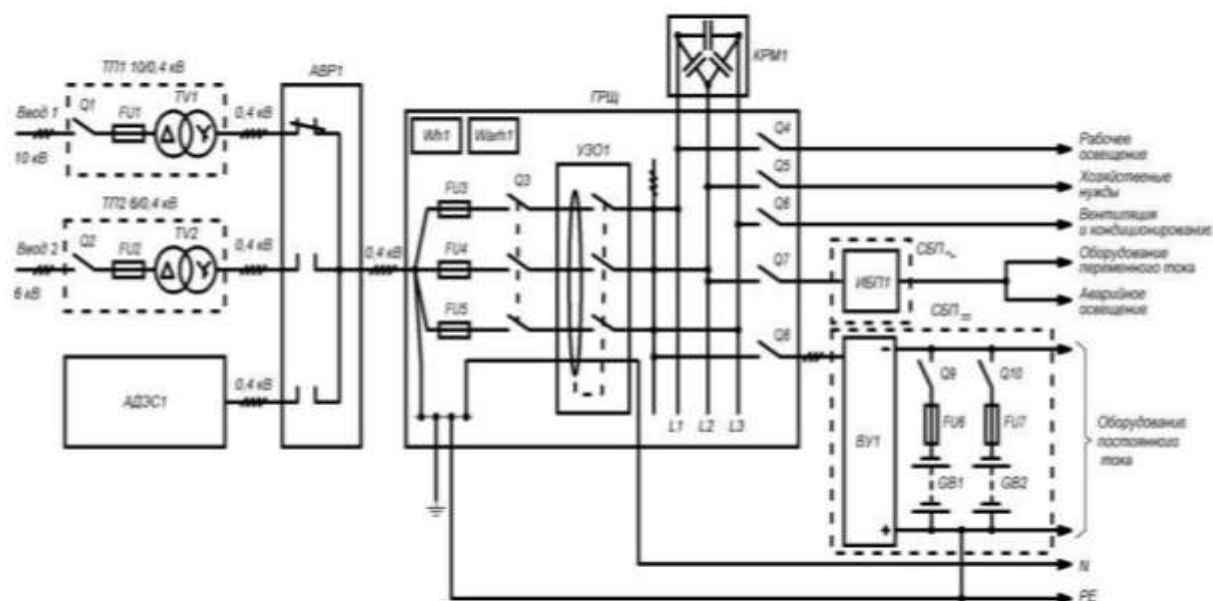 ТП1 10/0,4 кВ
Ввод 1
10 кВ
Q1
FU1
TV1
0,4 кВ
АВР1
ТП2 6/0,4 кВ
Ввод 2
6 кВ
Q2
FU2
TV2
0,4 кВ
0,4 кВ
АДЭС1
0,4 кВ
ГРЩ
Wh1
Warh1
УЗО1
FU3
Q3
FU4
FU5
L1
L2
L3
КРМ1
Q4
Q5
Q6
Q7
Q8
Рабочее
освещение
Хозяйственые
нужды
Вентиляция
и кондиционирование
СБП ~
ИБП1
Оборудование
переменного тока
Аварийное
освещение
СБП =
ВУ1
-
+
Q9
Q10
FU6
FU7
GB1
GB2
Оборудование
постоянного
тока
N
PE